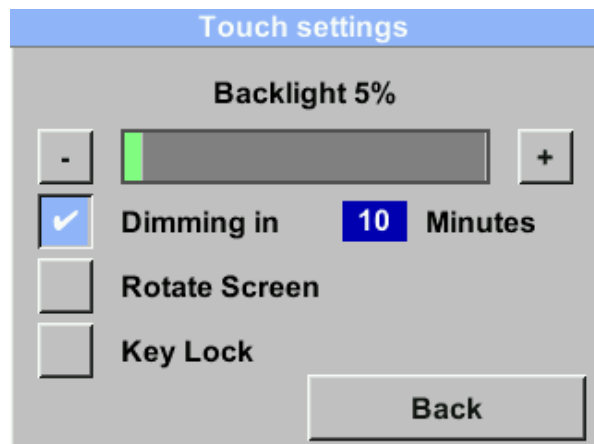 Touch settings
Backlight 5%
- +
Dimming in 10 Minutes
Rotate Screen
Key Lock
Back